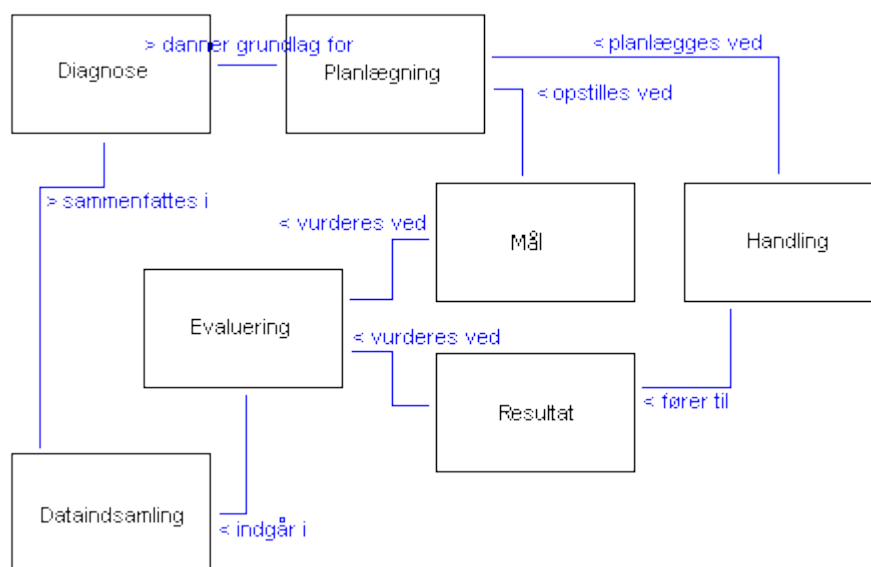 > danner grundlag for
< planlægges ved
Diagnose
Planlægning
< opstilles ved
> sammenfattes i
< vurderes ved
Mål
Handling
Evaluering
< vurderes ved
Resultat
< fører til
Dataindsamling
< indgår i